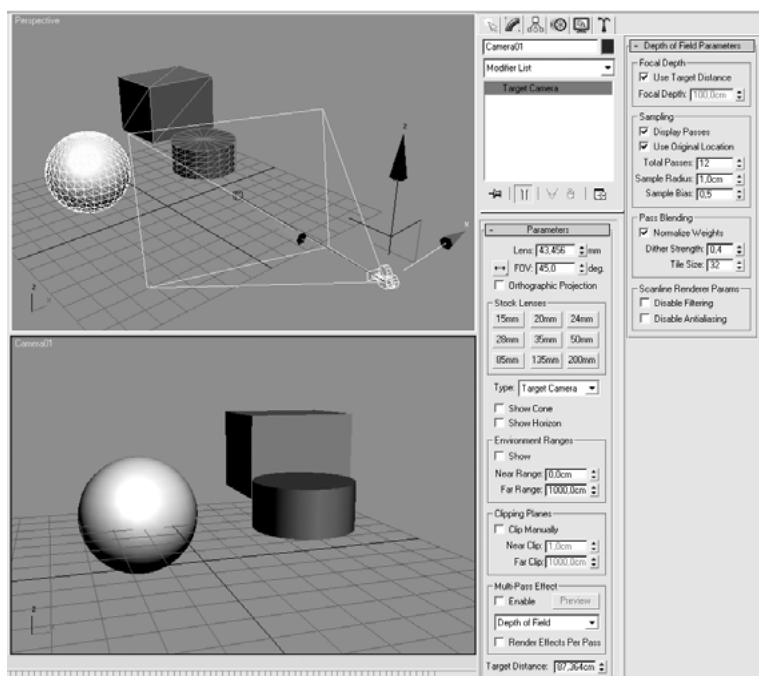 Perspective
z
x
z
x
Camera01
z
Camera01
Modifier List
Target Camera
Parameters
Lens: 43,456 mm
FOV: 45,0 deg.
Orthographic Projection
Stock Lenses
15mm 20mm 24mm
28mm 35mm 50mm
85mm 135mm 200mm
Type: Target Camera
Show Cone
Show Horizon
Environment Ranges
Show
Near Range: 0,0cm
Far Range: 1000,0cm
Clipping Planes
Clip Manually
Near Clip: 1,0cm
Far Clip: 1000,0cm
Multi-Pass Effect
Enable Preview
Depth of Field
Render Effects Per Pass
Target Distance: 87,364cm
Depth of Field Parameters
Focal Depth
Use Target Distance
Focal Depth: 100,0cm
Sampling
Display Passes
Use Original Location
Total Passes: 12
Sample Radius: 1,0cm
Sample Bias: 0,5
Pass Blending
Normalize Weights
Dither Strength: 0,4
Tile Size: 32
Scanline Renderer Params
Disable Filtering
Disable Antialiasing